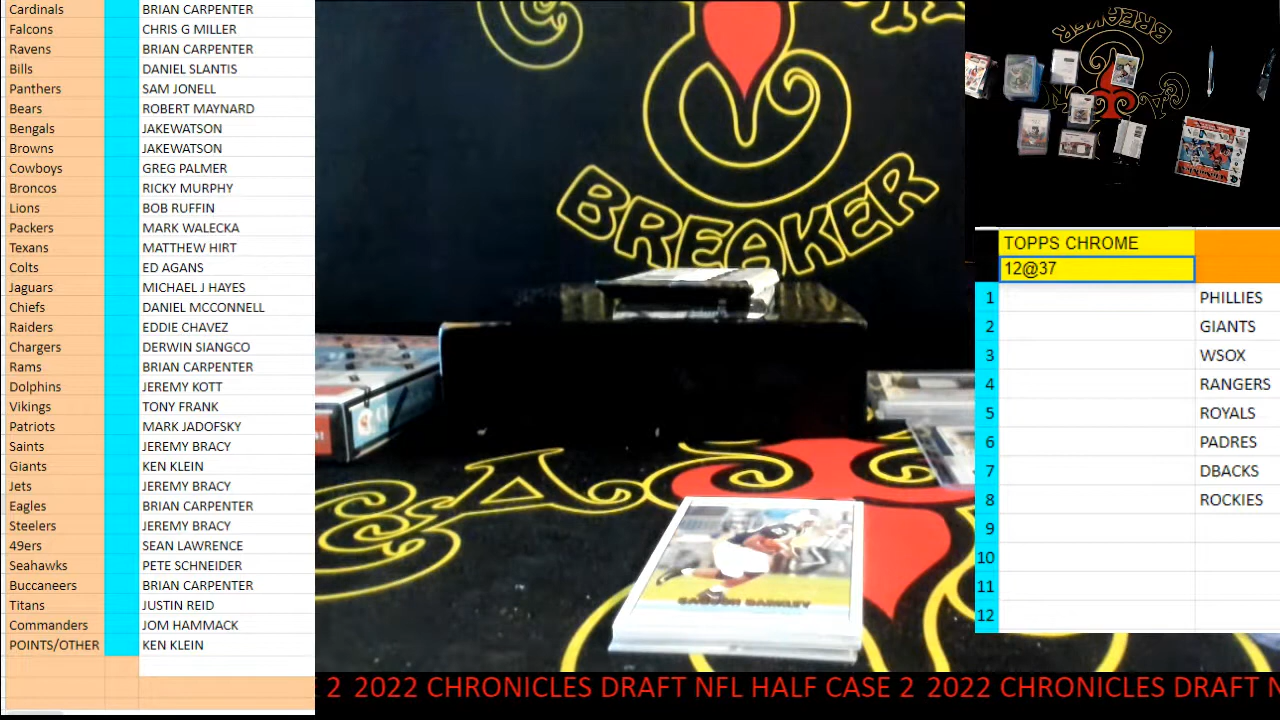 Cardinals BRIAN CARPENTER
Falcons CHRIS G MILLER
Ravens BRIAN CARPENTER
Bills DANIEL SLANTIS
Panthers SAM JONELL
Bears ROBERT MAYNARD
Bengals JAKEWATSON
Browns JAKEWATSON
Cowboys GREG PALMER
Broncos RICKY MURPHY
Lions BOB RUFFIN
Packers MARK WALECKA
Texans MATTHEW HIRT
Colts ED AGANS
Jaguars MICHAEL J HAYES
Chiefs DANIEL MCCONNELL
Raiders EDDIE CHAVEZ
Chargers DERWIN SIANGCO
Rams BRIAN CARPENTER
Dolphins JEREMY KOTT
Vikings TONY FRANK
Patriots MARK JADOFSKY
Saints JEREMY BRACY
Giants KEN KLEIN
Jets JEREMY BRACY
Eagles BRIAN CARPENTER
Steelers JEREMY BRACY
49ers SEAN LAWRENCE
Seahawks PETE SCHNEIDER
Buccaneers BRIAN CARPENTER
Titans JUSTIN REID
Commanders JOM HAMMACK
POINTS/OTHER KEN KLEIN
BREAKER
SAQUON BARKLEY
BREAKER
TOPPS CHROME
12@37
1 PHILLIES
2 GIANTS
3 WSOX
4 RANGERS
5 ROYALS
6 PADRES
7 DBACKS
8 ROCKIES
9
10
11
12
E 2 2022 CHRONICLES DRAFT NFL HALF CASE 2 2022 CHRONICLES DRAFT N